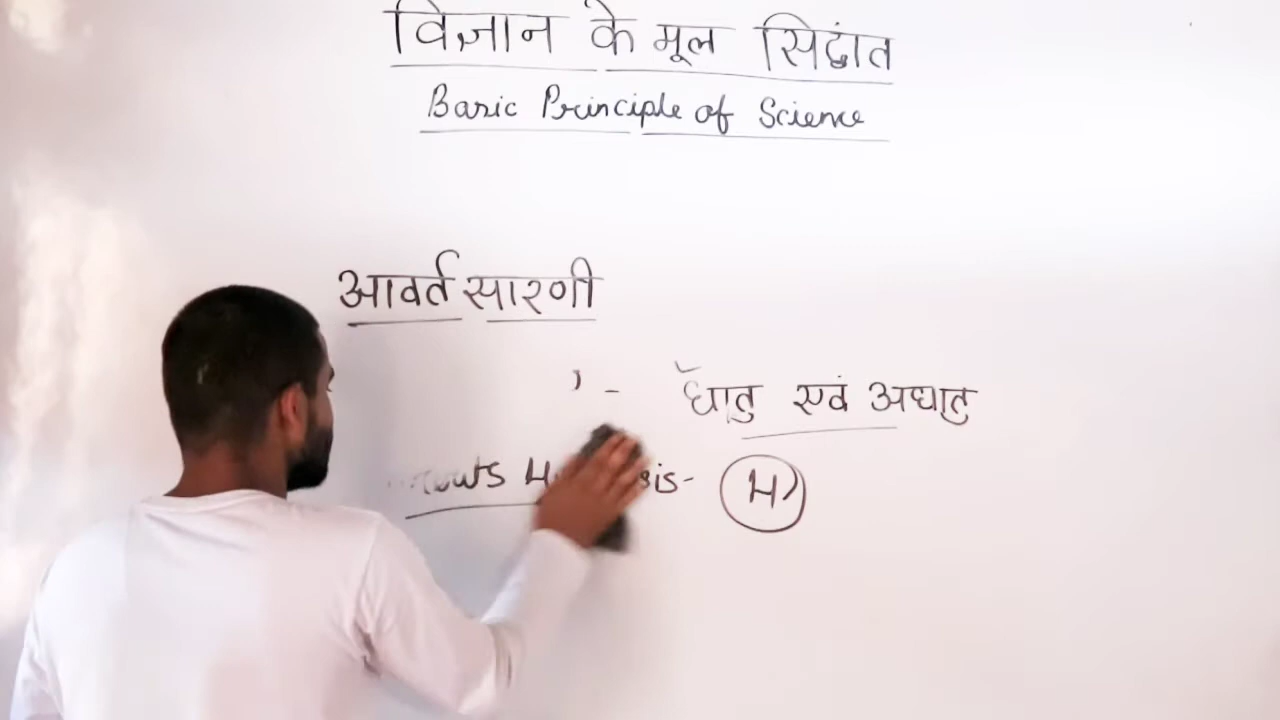 विज्ञान के मूल सिद्धांत
Basic Principle of Science
आवर्त सारणी
- धातु एवं अधातु
H